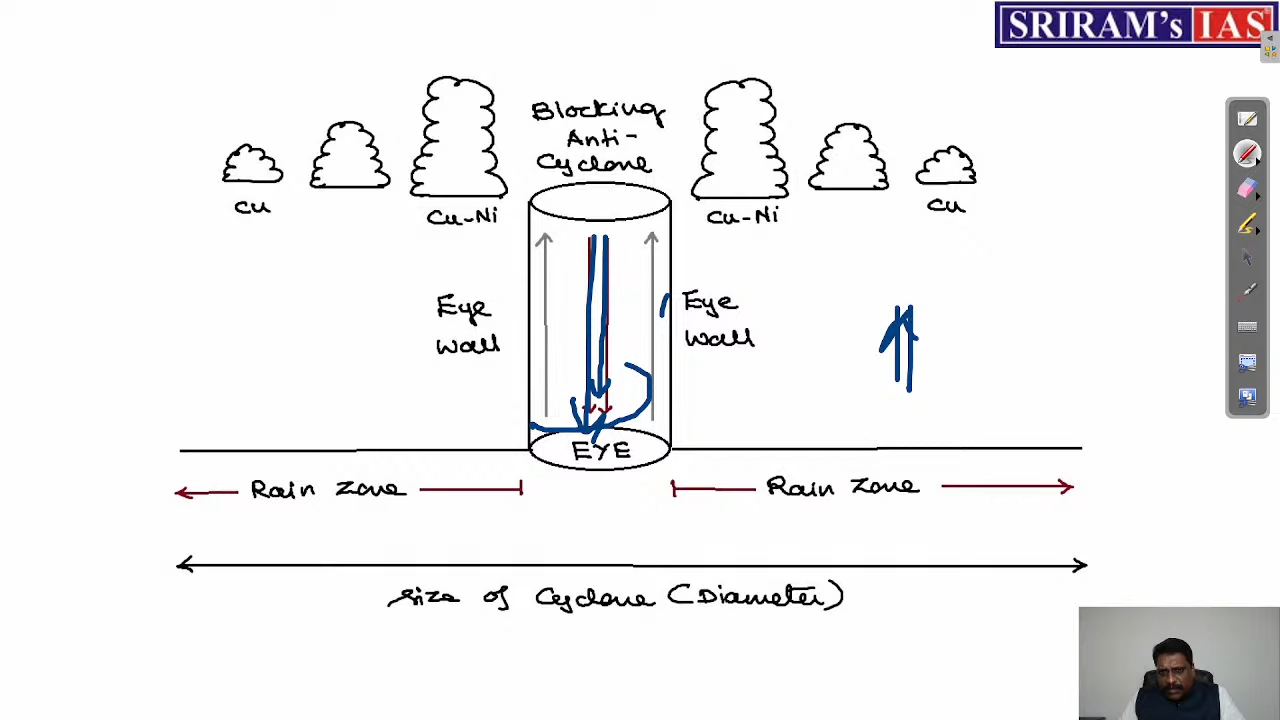 SRIRAM's IAS
Blocking
Anti-
Cyclone
Cu
Cu-Ni
Cu-Ni
Cu
Eye
Wall
Eye
Wall
EYE
Rain Zone
Rain Zone
Size of Cyclone (Diameter)